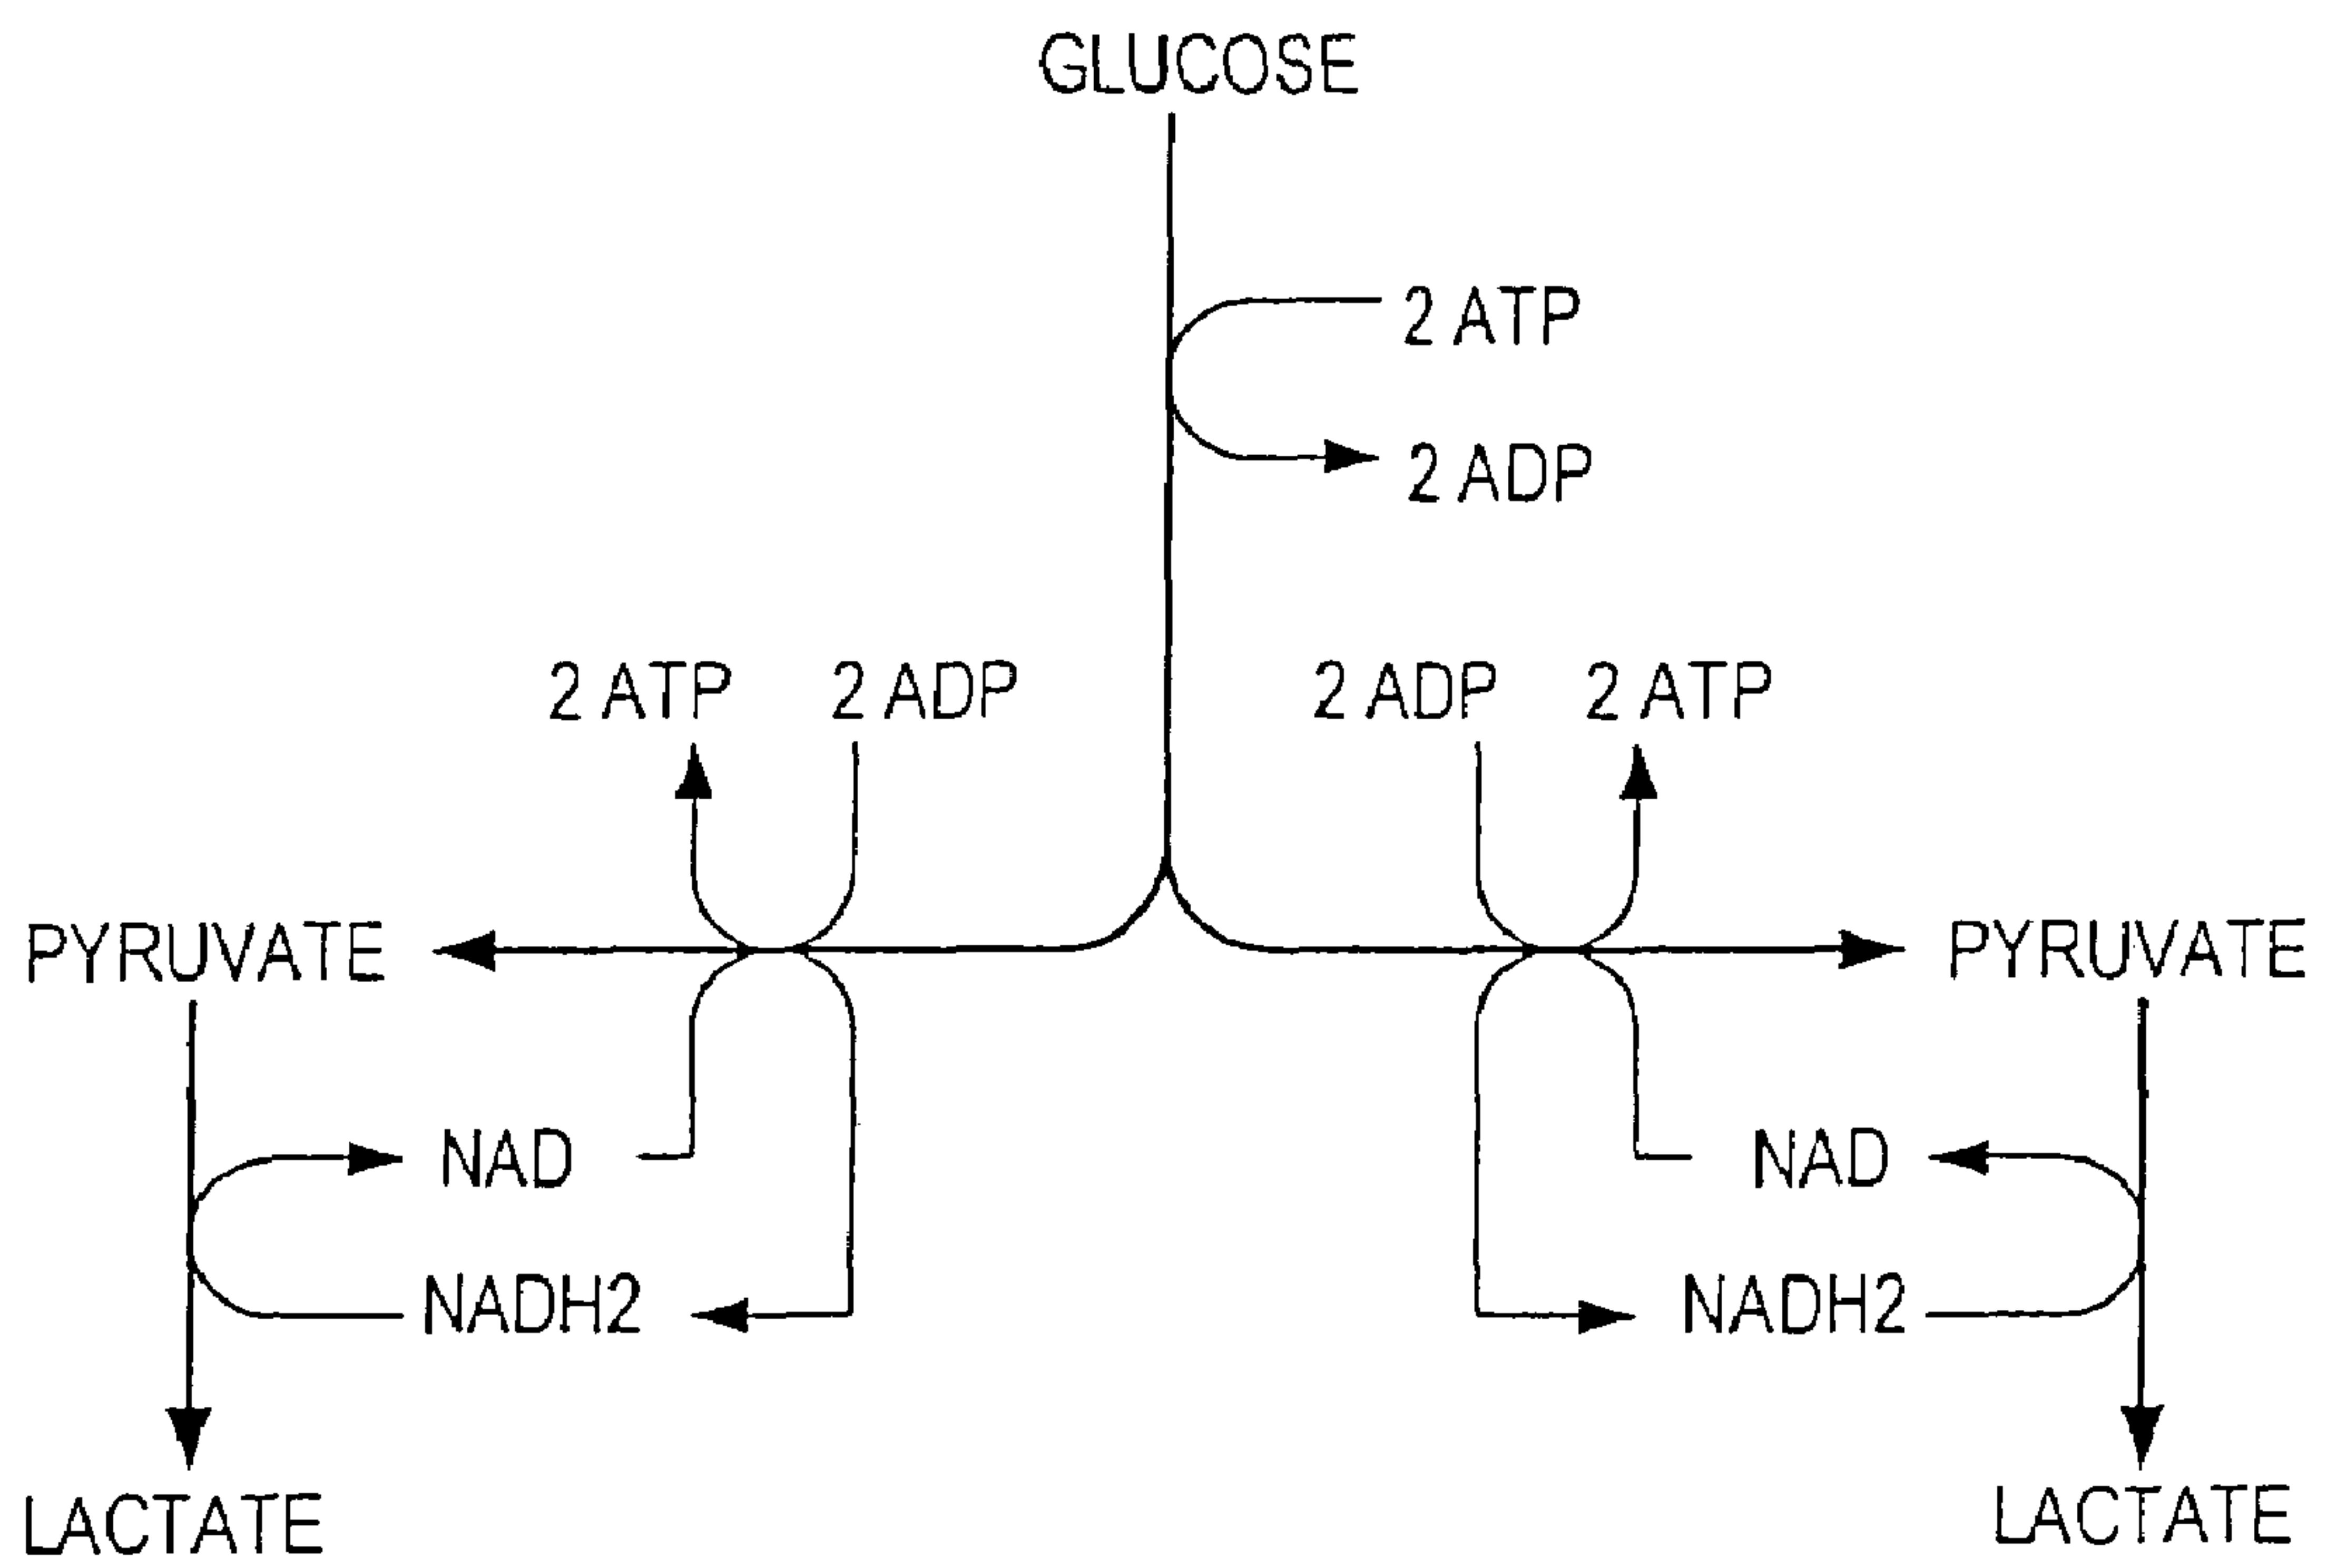 GLUCOSE
2 ATP
2 ADP
2 ATP 2 ADP 2 ADP 2 ATP
PYRUVATE PYRUVATE
NAD NAD
NADH2 NADH2
LACTATE LACTATE